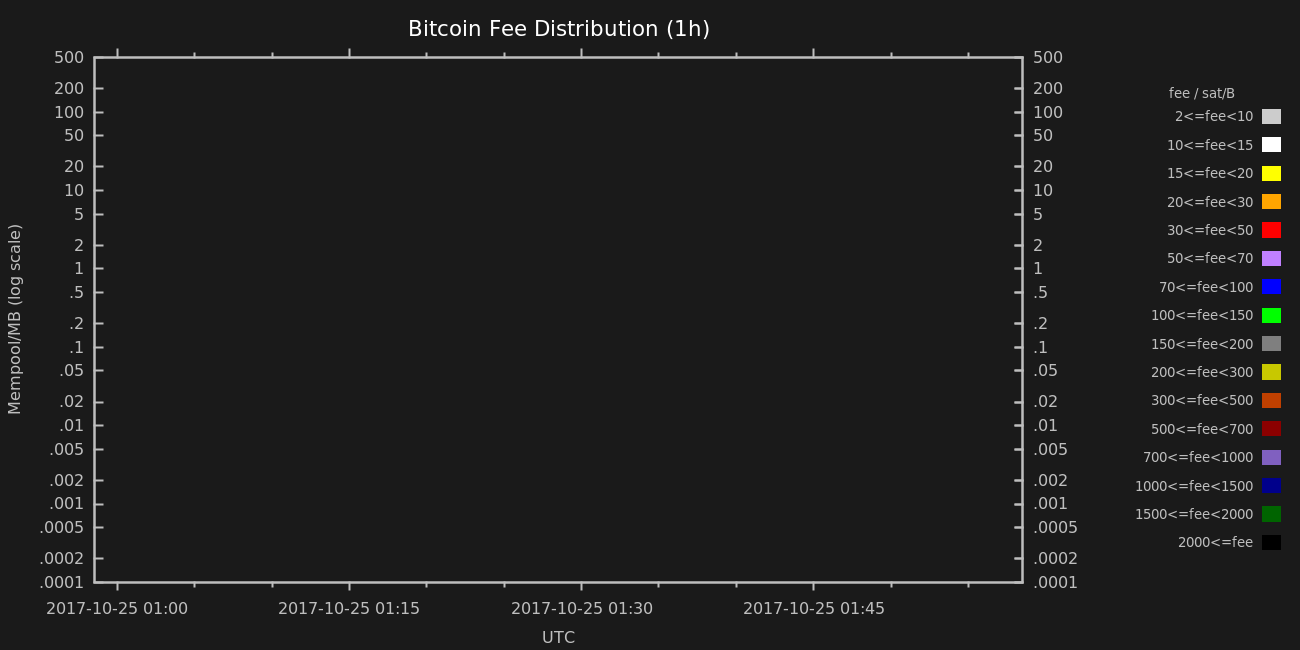 Bitcoin Fee Distribution (1h)
Mempool/MB (log scale)
500
200
100
50
20
10
5
2
1
.5
.2
.1
.05
.02
.01
.005
.002
.001
.0005
.0002
.0001
500
200
100
50
20
10
5
2
1
.5
.2
.1
.05
.02
.01
.005
.002
.001
.0005
.0002
.0001
2017-10-25 01:00
2017-10-25 01:15
2017-10-25 01:30
2017-10-25 01:45
UTC
fee / sat/B
2<=fee<10
10<=fee<15
15<=fee<20
20<=fee<30
30<=fee<50
50<=fee<70
70<=fee<100
100<=fee<150
150<=fee<200
200<=fee<300
300<=fee<500
500<=fee<700
700<=fee<1000
1000<=fee<1500
1500<=fee<2000
2000<=fee